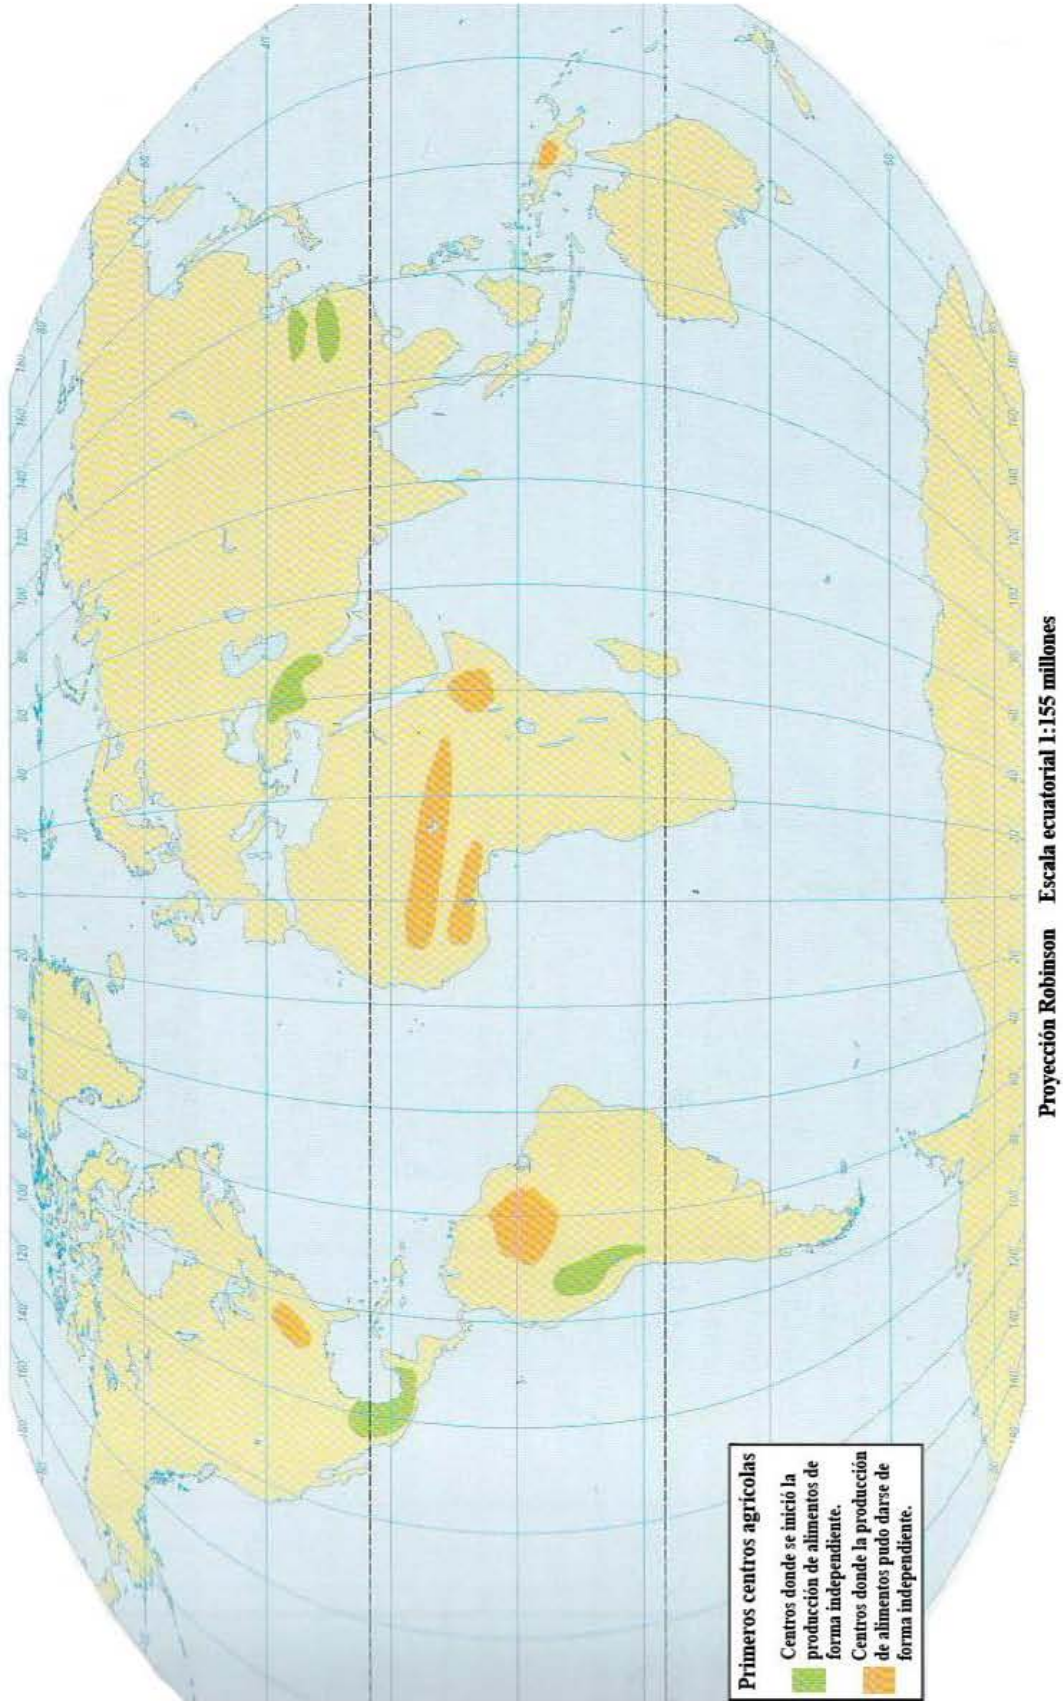 Primeros centros agrícolas
Centros donde se inició la
producción de alimentos de
forma independiente.
Centros donde la producción
de alimentos pudo darse de
forma independiente.
Proyección Robinson Escala ecuatorial 1:155 millones